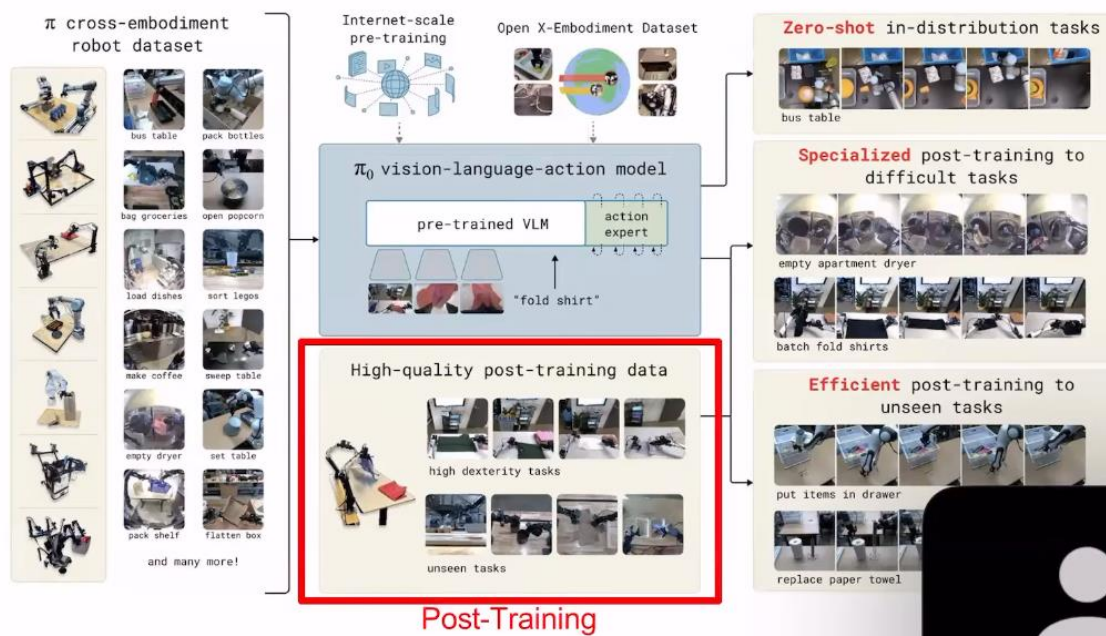 π cross-embodiment
robot dataset
bus table
pack bottles
bag groceries
open popcorn
load dishes
sort legos
make coffee
sweep table
empty dryer
set table
pack shelf
flatten box
and many more!
Internet-scale
pre-training
Open X-Embodiment Dataset
π₀ vision-language-action model
pre-trained VLM
action
expert
"fold shirt"
High-quality post-training data
high dexterity tasks
unseen tasks
Post-Training
Zero-shot in-distribution tasks
bus table
Specialized post-training to
difficult tasks
empty apartment dryer
batch fold shirts
Efficient post-training to
unseen tasks
put items in drawer
replace paper towel